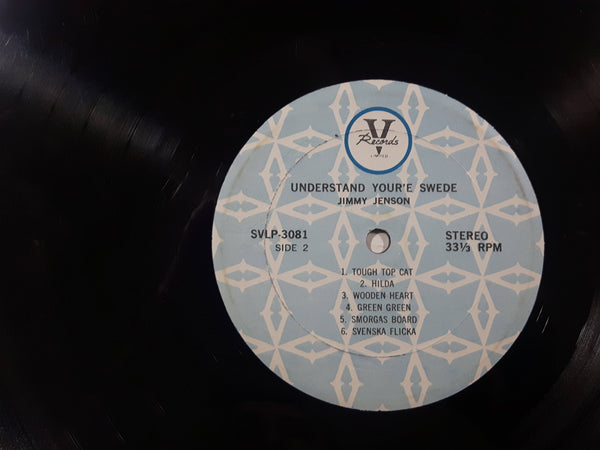 V
Records
LIMITED
UNDERSTAND YOUR'E SWEDE
JIMMY JENSON
SVLP-3081
SIDE 2
STEREO
33⅓ RPM
1. TOUGH TOP CAT
2. HILDA
3. WOODEN HEART
4. GREEN GREEN
5. SMORGAS BOARD
6. SVENSKA FLICKA